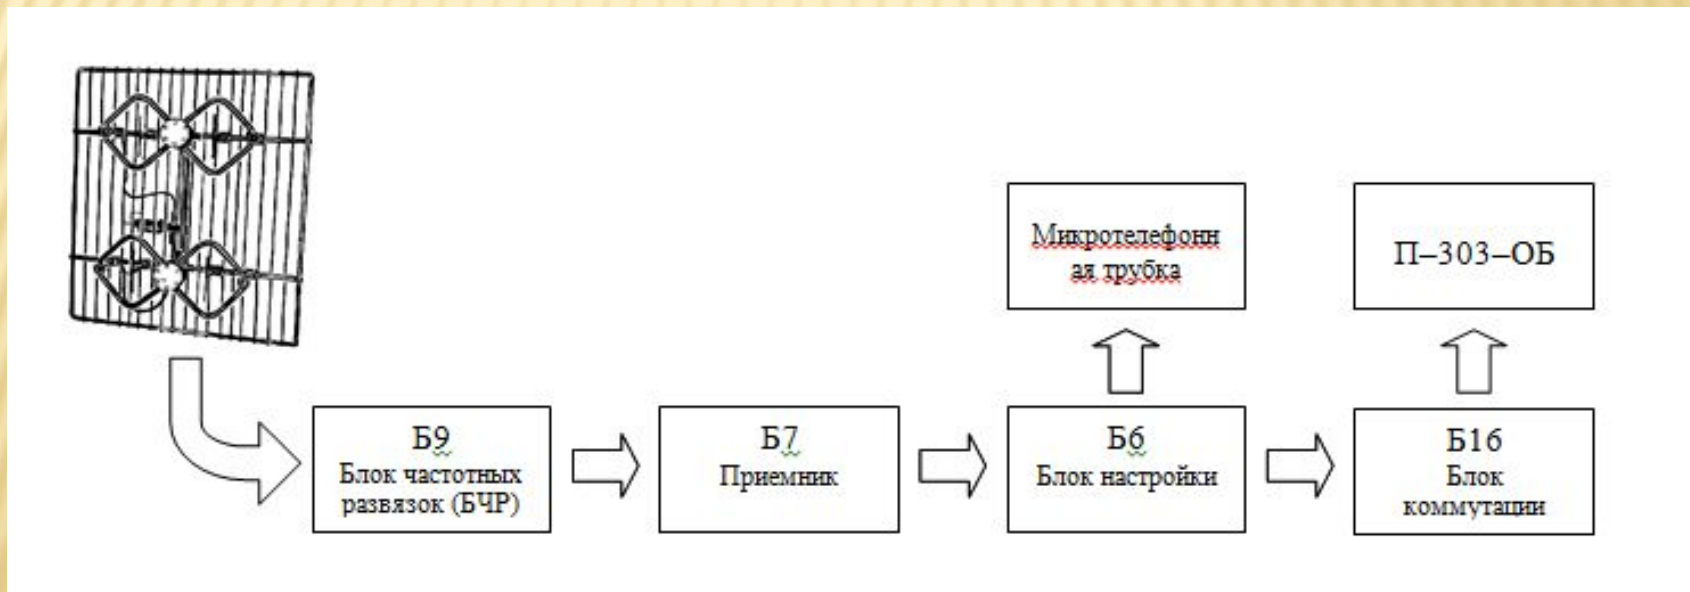 Микротелефонн
ая трубка
П–303–ОБ
Б9
Блок частотных
развязок (БЧР)
Б7
Приемник
Б6
Блок настройки
Б16
Блок
коммутации